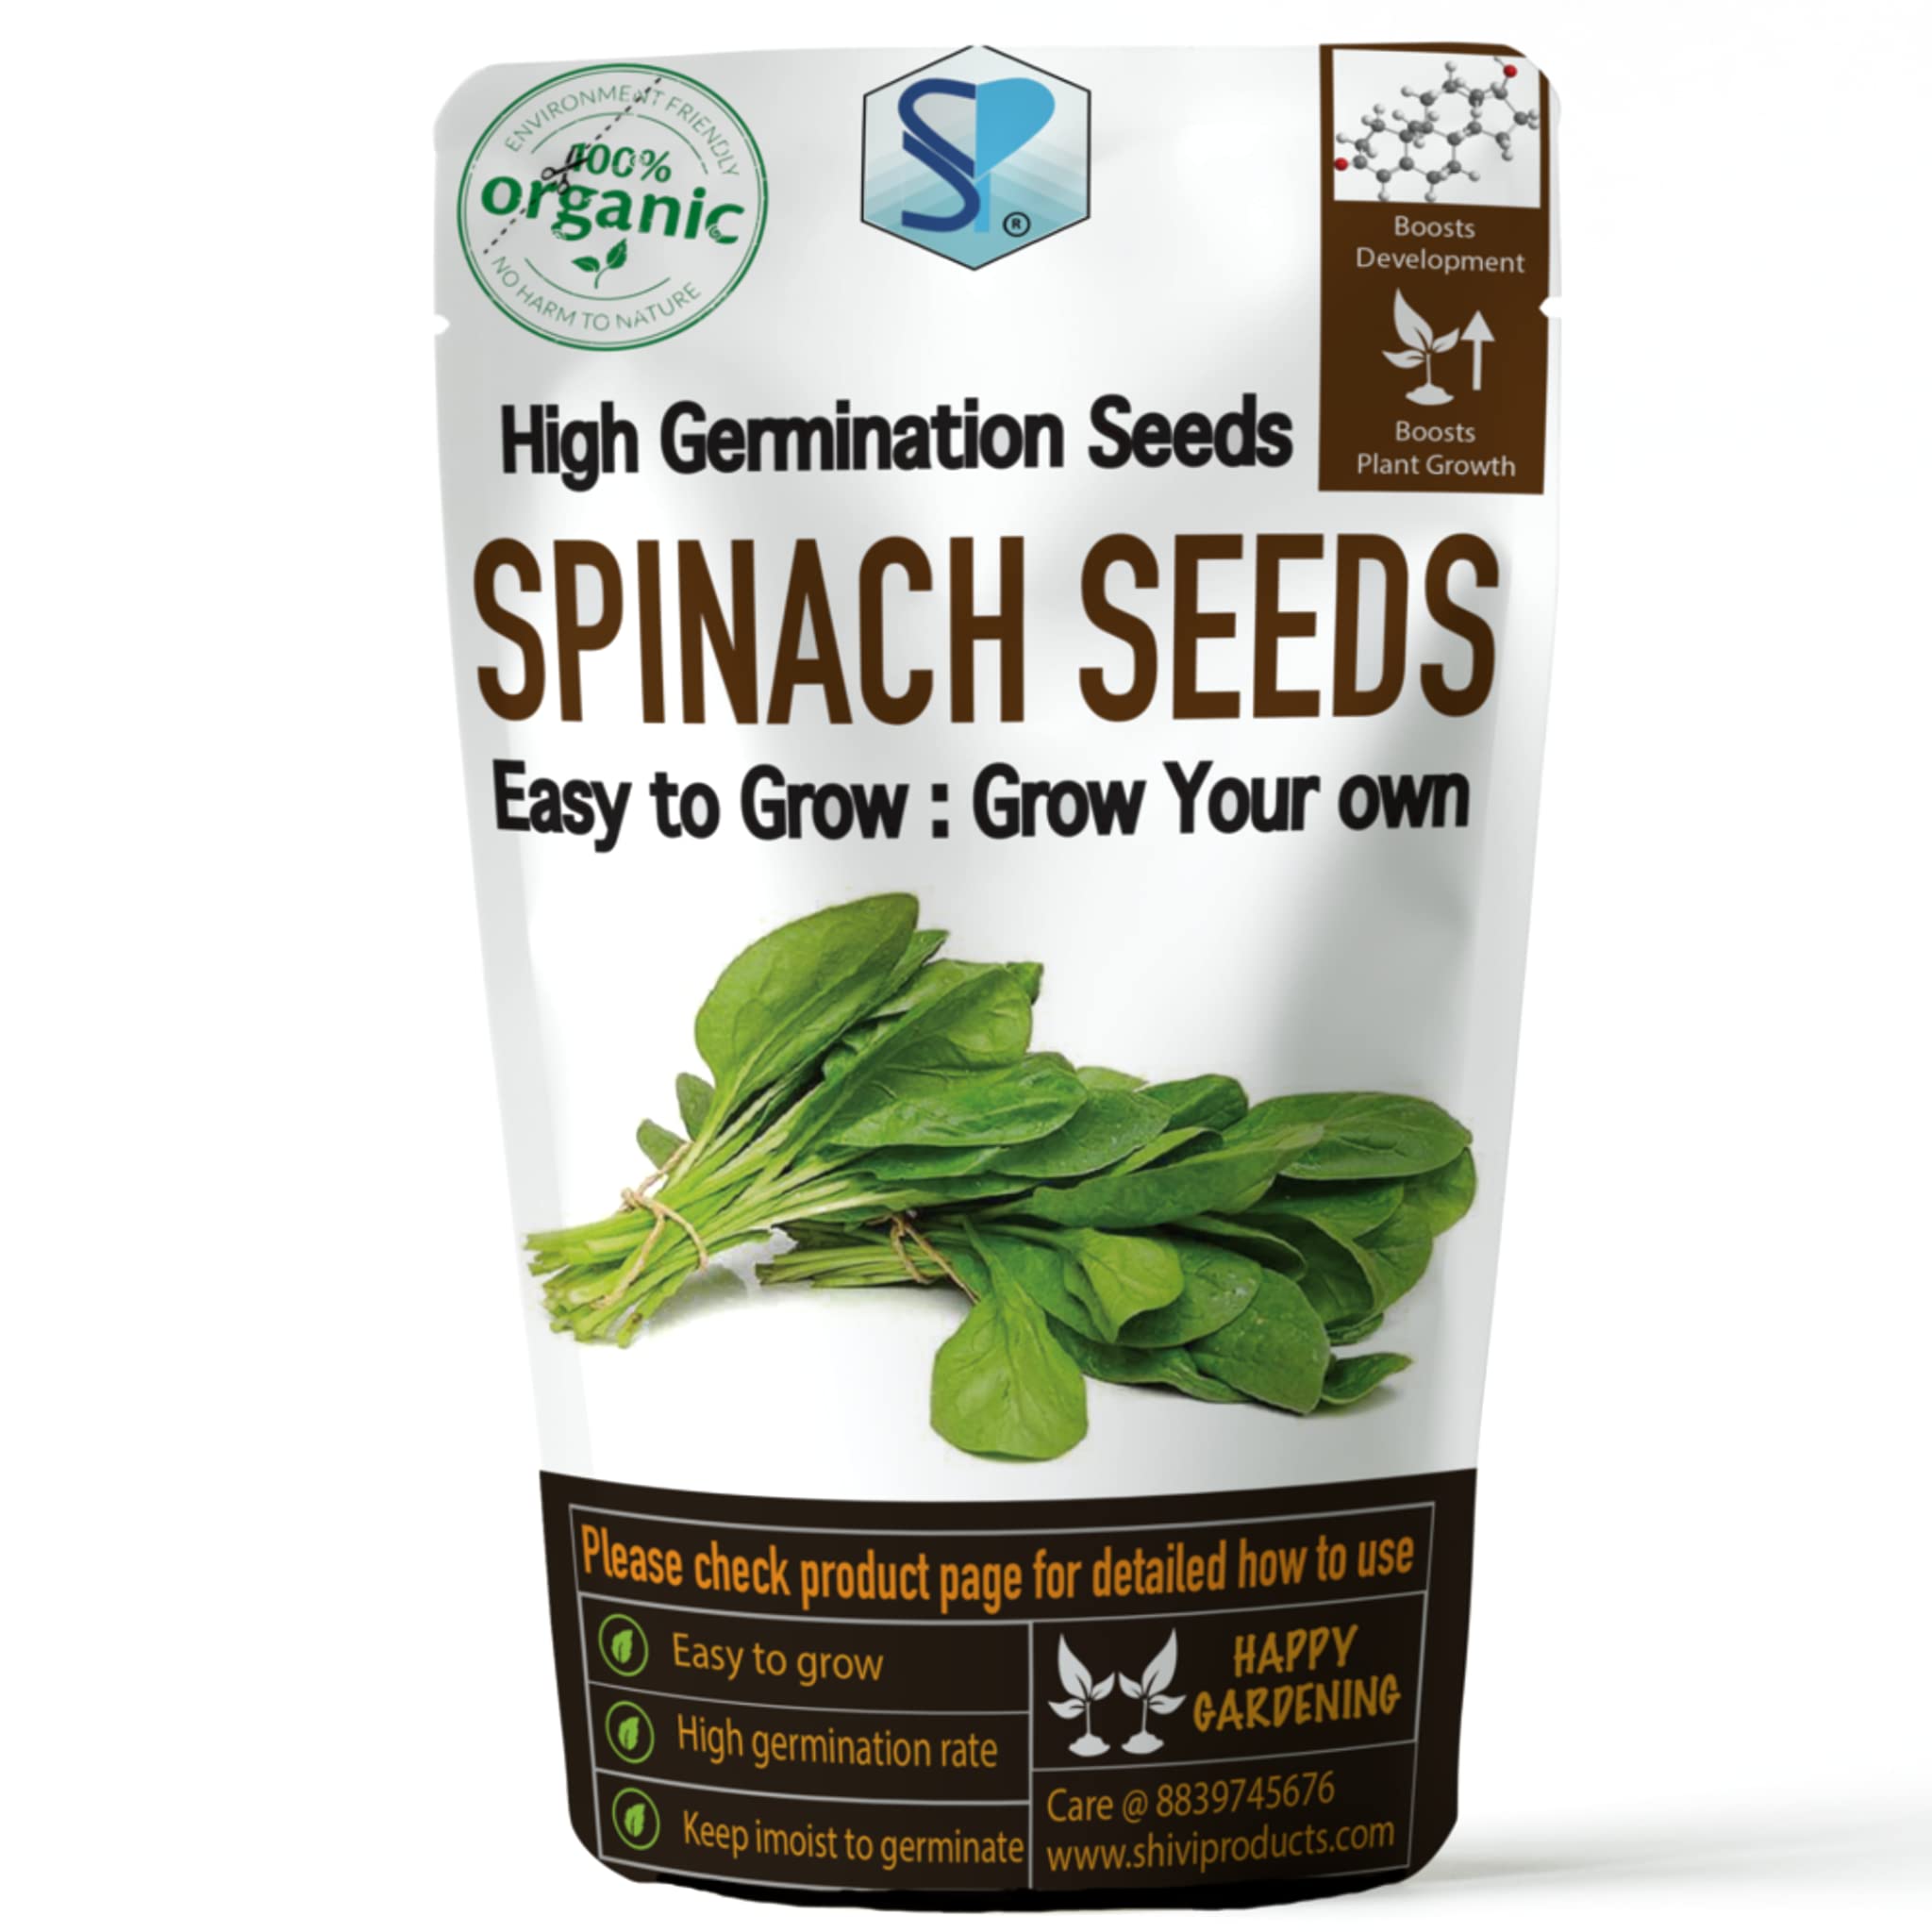 ENVIRONMENT FRIENDLY
100%
organic
NO HARM TO NATURE
SP
®
Boosts
Development
Boosts
Plant Growth
High Germination Seeds
SPINACH SEEDS
Easy to Grow : Grow Your own
Please check product page for detailed how to use
Easy to grow
High germination rate
Keep imoist to germinate
HAPPY
GARDENING
Care @ 8839745676
www.shiviproducts.com